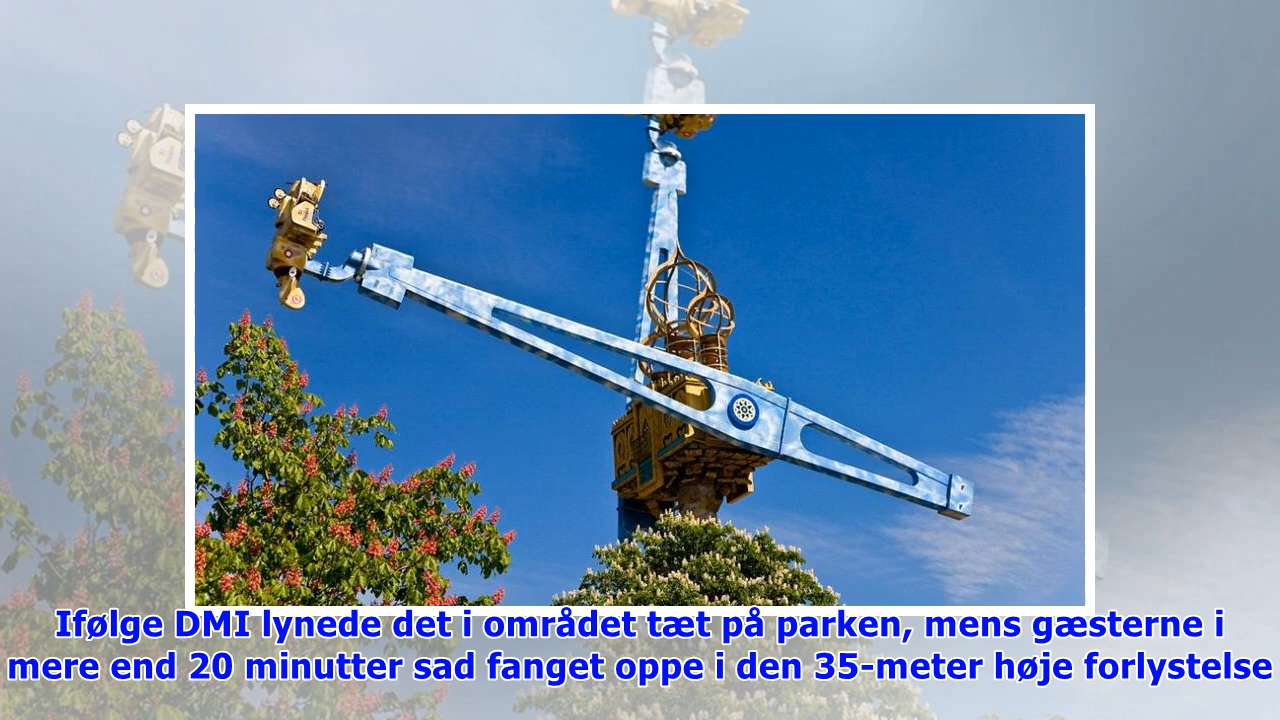 Ifølge DMI lynede det i området tæt på parken, mens gæsterne i
mere end 20 minutter sad fanget oppe i den 35-meter høje forlystelse